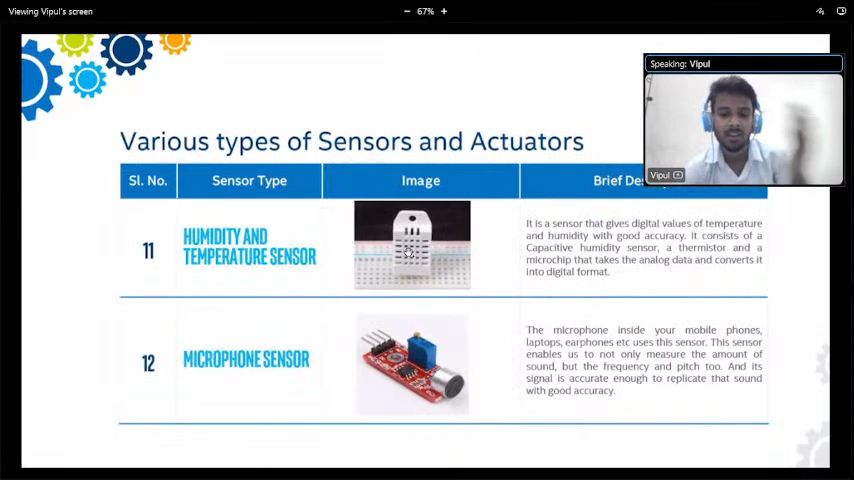 Viewing Vipul's screen
− 67% +
Speaking: Vipul
Vipul
Various types of Sensors and Actuators
Sl. No. Sensor Type Image Brief
11
HUMIDITY AND
TEMPERATURE SENSOR
It is a sensor that gives digital values of temperature
and humidity with good accuracy. It consists of a
Capacitive humidity sensor, a thermistor and a
microchip that takes the analog data and converts it
into digital format.
12
MICROPHONE SENSOR
The microphone inside your mobile phones,
laptops, earphones etc uses this sensor. This sensor
enables us to not only measure the amount of
sound, but the frequency and pitch too. And its
signal is accurate enough to replicate that sound
with good accuracy.